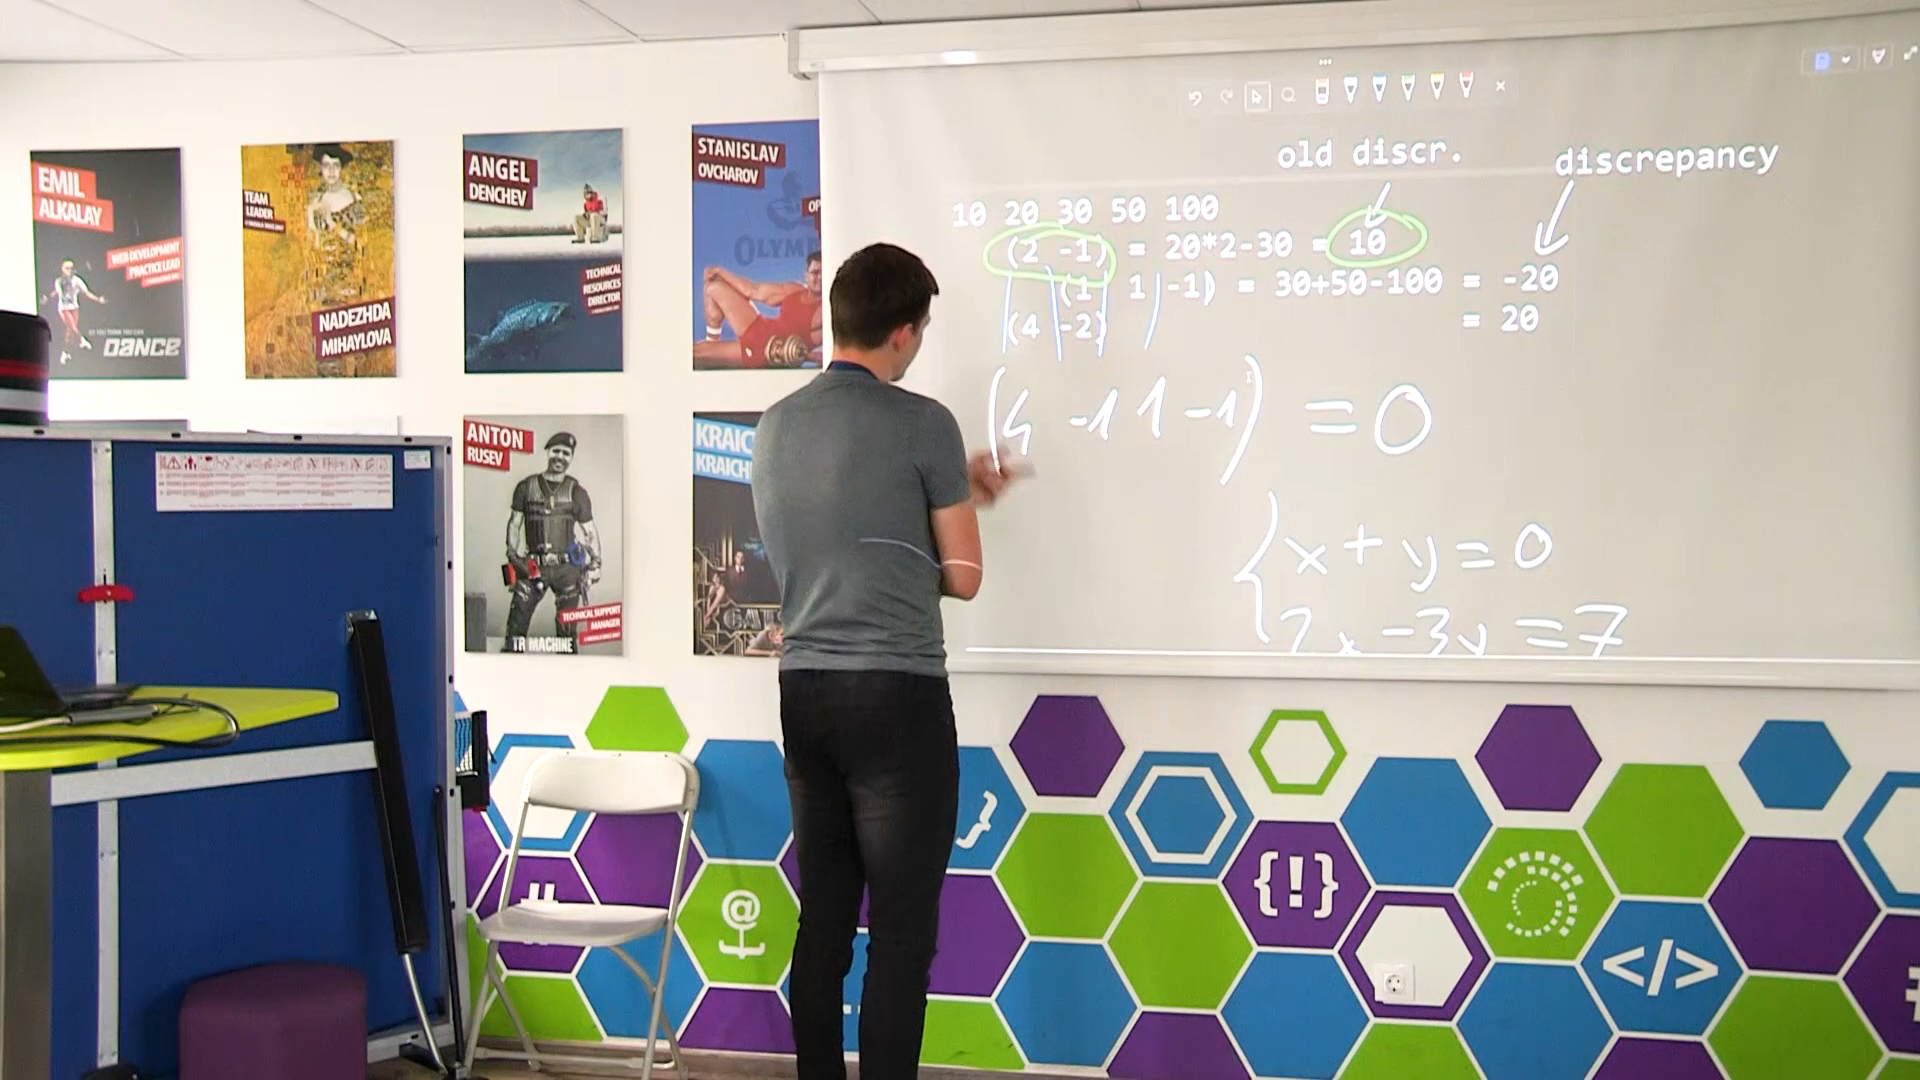 EMIL
ALKALAY
WEB DEVELOPMENT
PRACTICE LEAD
DANCE
TEAM
LEADER
NADEZHDA
MIHAYLOVA
ANGEL
DENCHEV
TECHNICAL
RESOURCES
DIRECTOR
STANISLAV
OVCHAROV
ANTON
RUSEV
TECHNICAL SUPPORT
MANAGER
TR MACHINE
old discr.
discrepancy
10 20 30 50 100
(2 -1) = 20*2-30 = 10
(1 1 -1) = 30+50-100 = -20
(4 -2) = 20
(4 -1 1 -1) = 0
x + y = 0
2x - 3y = 7
}
{!}
@
#
</>